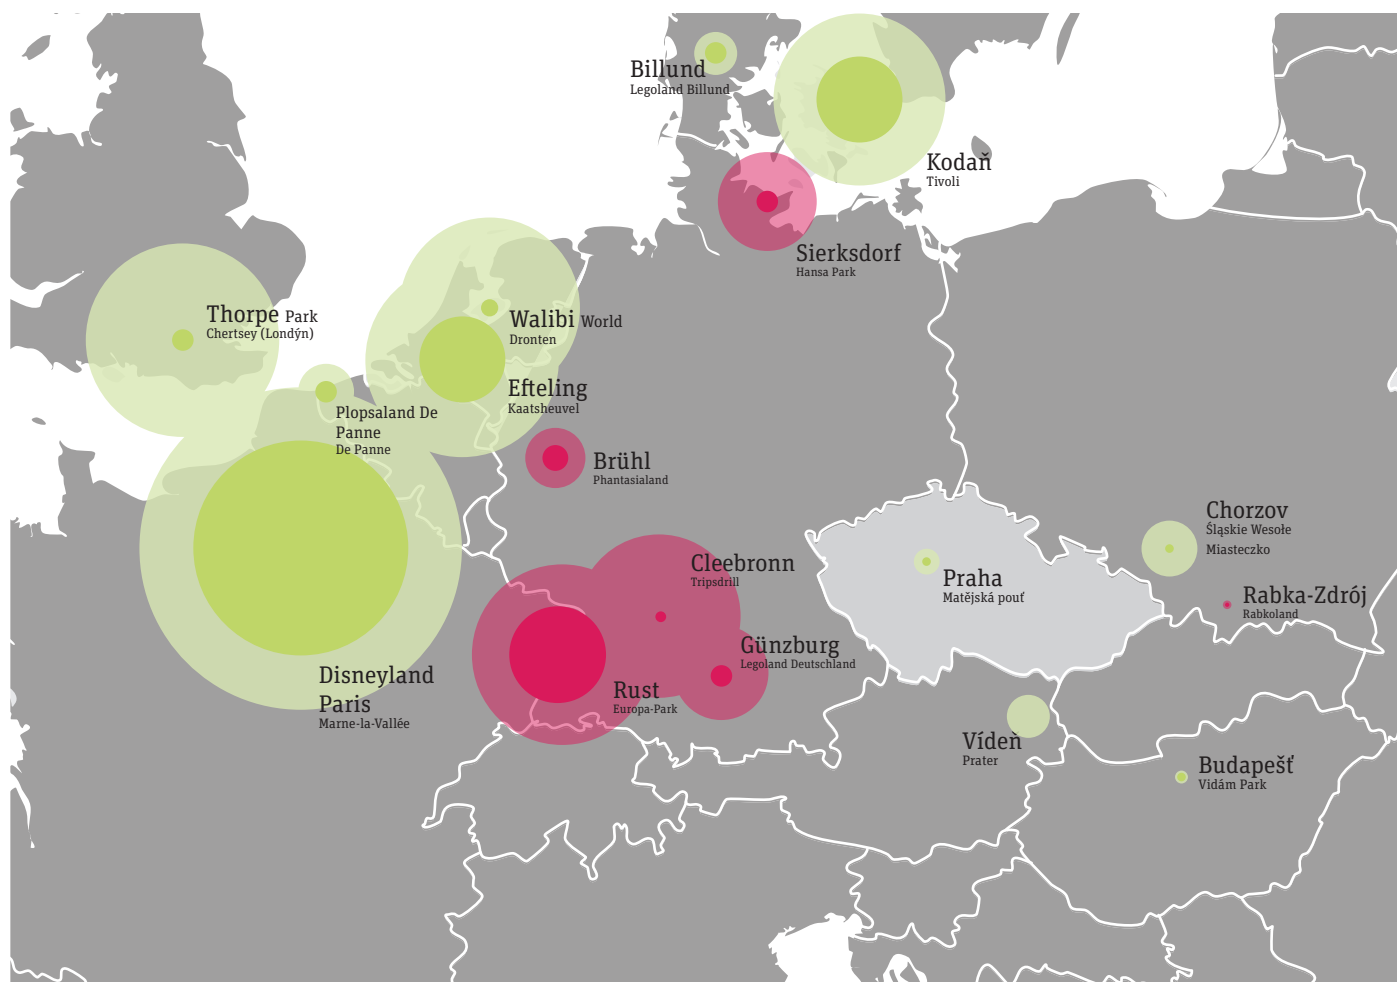 Billund
Legoland Billund
Kodaň
Tivoli
Sierksdorf
Hansa Park
Thorpe Park
Chertsey (Londýn)
Walibi World
Dronten
Efteling
Kaatsheuvel
Plopsaland De
Panne
De Panne
Brühl
Phantasialand
Chorzov
Śląskie Wesołe
Miasteczko
Cleebronn
Tripsdrill
Praha
Matějská pouť
Rabka-Zdrój
Rabkoland
Günzburg
Legoland Deutschland
Disneyland
Paris
Marne-la-Vallée
Rust
Europa-Park
Vídeň
Prater
Budapešť
Vidám Park